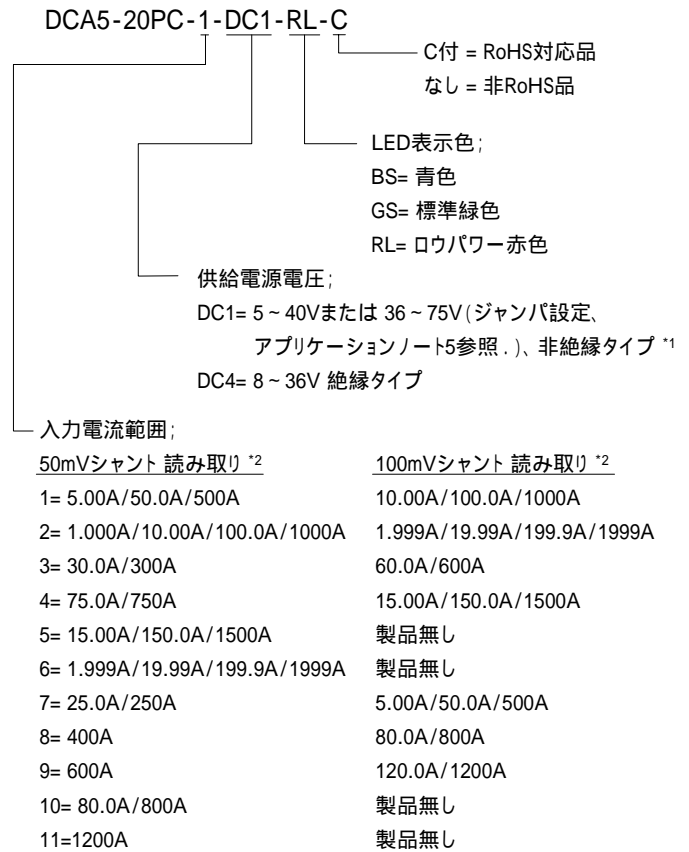 DCA5-20PC-1-DC1-RL-C
C付 = RoHS対応品
なし = 非RoHS品
LED表示色;
BS= 青色
GS= 標準緑色
RL= ロウパワー赤色
供給電源電圧;
DC1= 5 ~ 40Vまたは 36 ~ 75V(ジャンパ設定、
アプリケーションノート5参照 . )、非絶縁タイプ *1
DC4= 8 ~ 36V 絶縁タイプ
入力電流範囲;
50mVシャント 読み取り *2 100mVシャント 読み取り *2
1= 5.00A/50.0A/500A 10.00A/100.0A/1000A
2= 1.000A/10.00A/100.0A/1000A 1.999A/19.99A/199.9A/1999A
3= 30.0A/300A 60.0A/600A
4= 75.0A/750A 15.00A/150.0A/1500A
5= 15.00A/150.0A/1500A 製品無し
6= 1.999A/19.99A/199.9A/1999A 製品無し
7= 25.0A/250A 5.00A/50.0A/500A
8= 400A 80.0A/800A
9= 600A 120.0A/1200A
10= 80.0A/800A 製品無し
11=1200A 製品無し